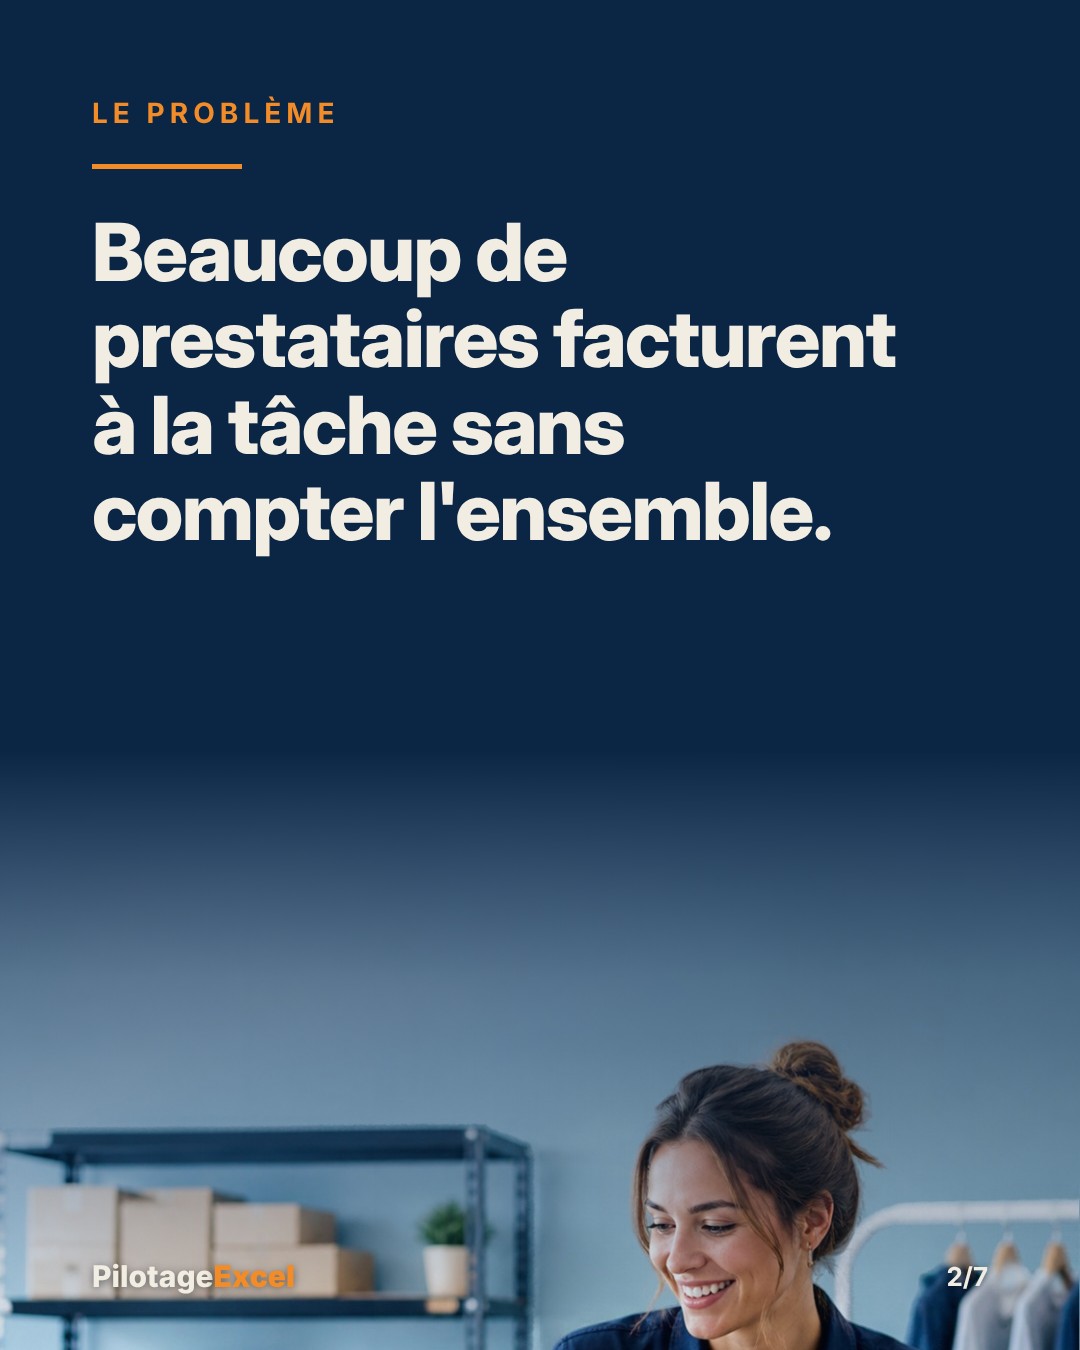 LE PROBLÈME
Beaucoup de
prestataires facturent
à la tâche sans
compter l'ensemble.
PilotageExcel
2/7